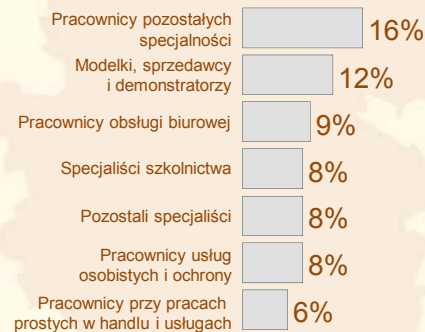 Pracownicy pozostałych
specjalności
16%
Modelki, sprzedawcy
i demonstratorzy
12%
Pracownicy obsługi biurowej
9%
Specjaliści szkolnictwa
8%
Pozostali specjaliści
8%
Pracownicy usług
osobistych i ochrony
8%
Pracownicy przy pracach
prostych w handlu i usługach
6%